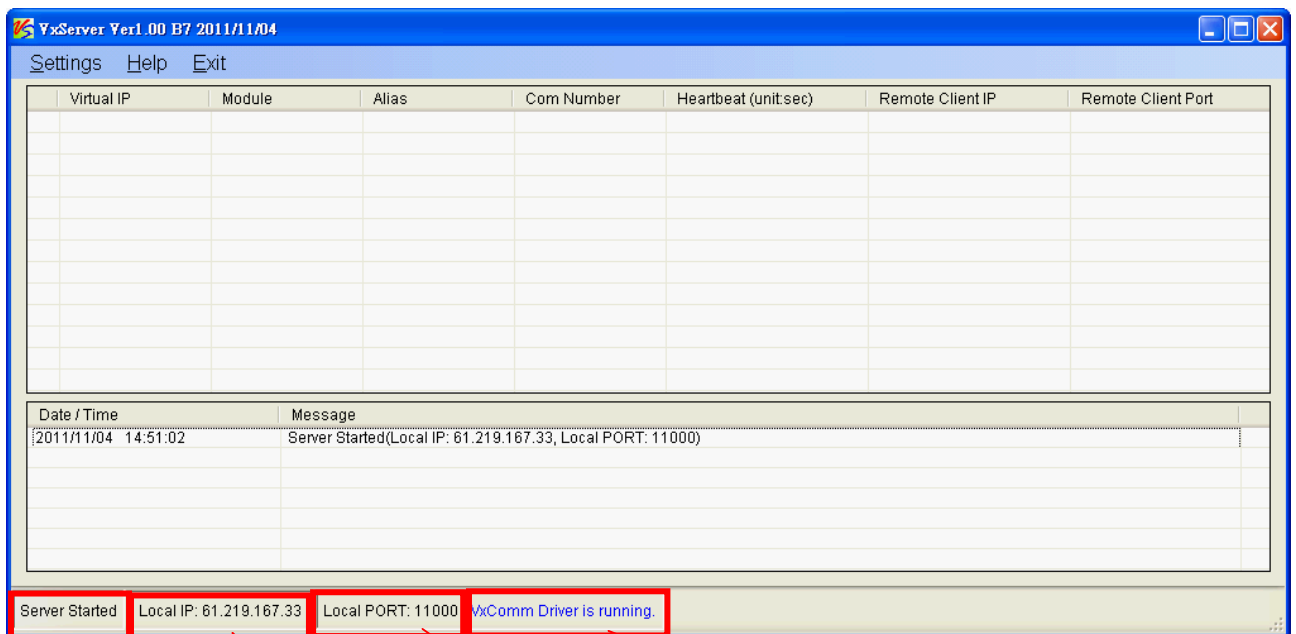 VxServer Ver1.00 B7 2011/11/04
Settings Help Exit
Virtual IP Module Alias Com Number Heartbeat (unit:sec) Remote Client IP Remote Client Port
Date / Time Message
2011/11/04 14:51:02 Server Started(Local IP: 61.219.167.33, Local PORT: 11000)
Server Started Local IP: 61.219.167.33 Local PORT: 11000 VxComm Driver is running.